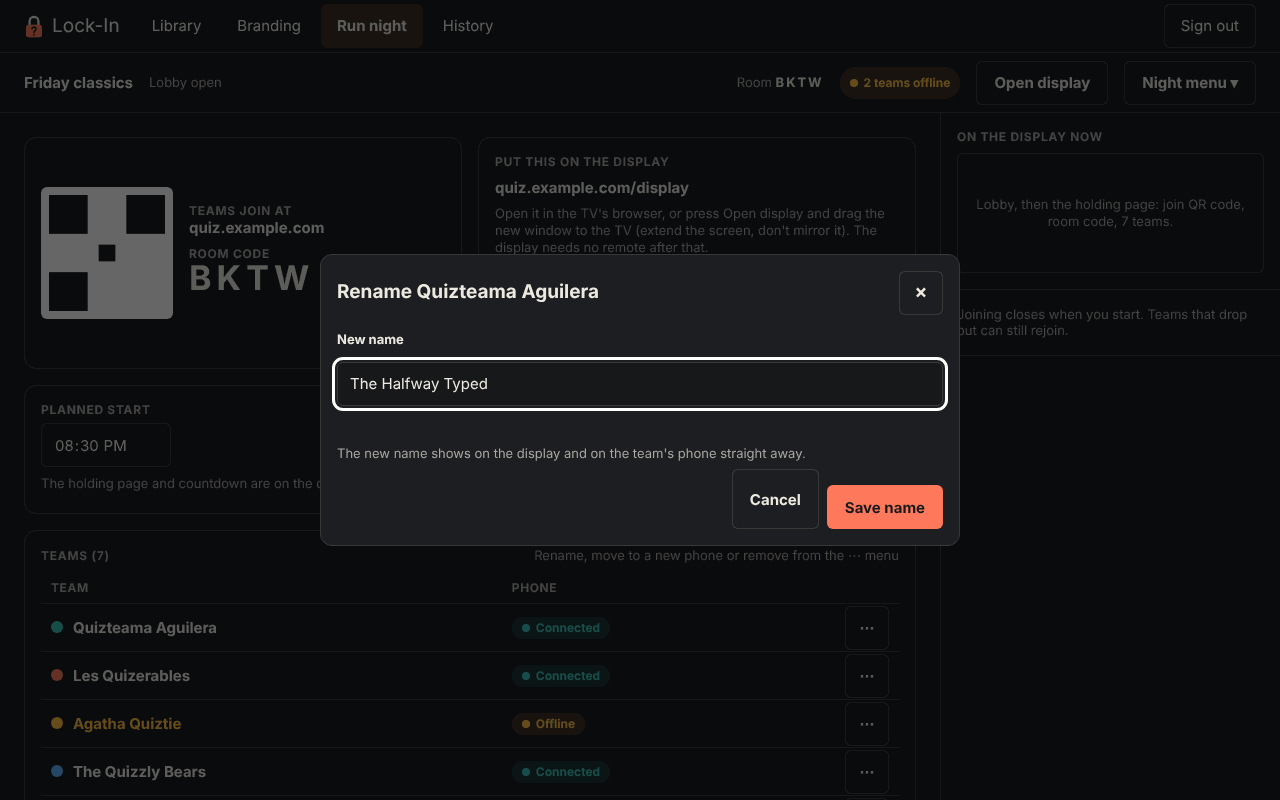 Lock-In
Library
Branding
Run night
History
Sign out
Friday classics
Lobby open
Room BKTW
2 teams offline
Open display
Night menu ▾
TEAMS JOIN AT
quiz.example.com
ROOM CODE
BKTW
PUT THIS ON THE DISPLAY
quiz.example.com/display
Open it in the TV's browser, or press Open display and drag the
new window to the TV (extend the screen, don't mirror it). The
display needs no remote after that.
ON THE DISPLAY NOW
Lobby, then the holding page: join QR code,
room code, 7 teams.
Joining closes when you start. Teams that drop
out can still rejoin.
Rename Quizteama Aguilera
×
New name
The Halfway Typed
The new name shows on the display and on the team's phone straight away.
Cancel
Save name
PLANNED START
08:30 PM
The holding page and countdown are on the
TEAMS (7)
Rename, move to a new phone or remove from the ··· menu
TEAM
PHONE
Quizteama Aguilera
Connected
···
Les Quizerables
Connected
···
Agatha Quiztie
Offline
···
The Quizzly Bears
Connected
···